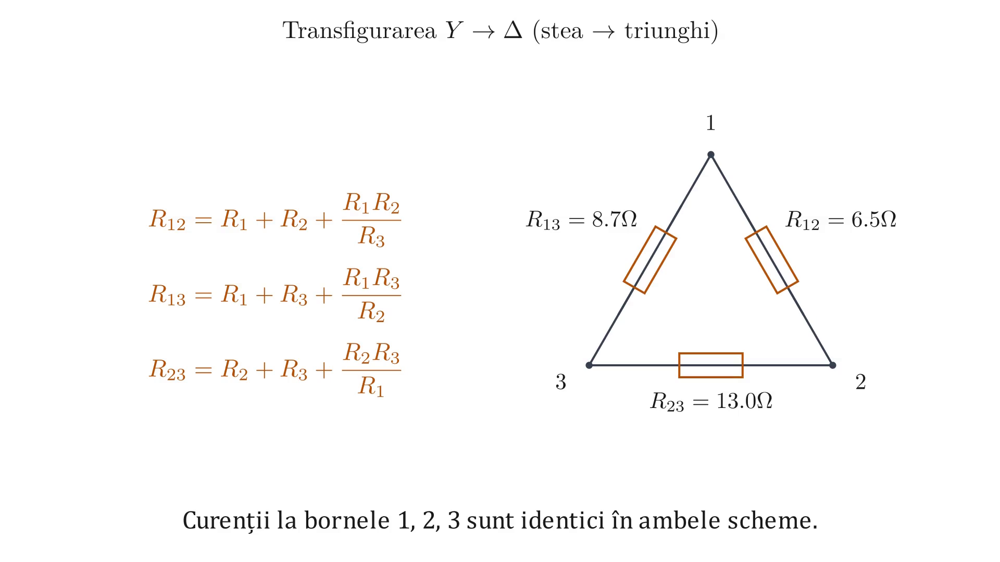 Transfigurarea Y → Δ (stea → triunghi)
R₁₂ = R₁ + R₂ + R₁R₂/R₃
R₁₃ = R₁ + R₃ + R₁R₃/R₂
R₂₃ = R₂ + R₃ + R₂R₃/R₁
1
R₁₃ = 8.7Ω
R₁₂ = 6.5Ω
3
2
R₂₃ = 13.0Ω
Curenții la bornele 1, 2, 3 sunt identici în ambele scheme.